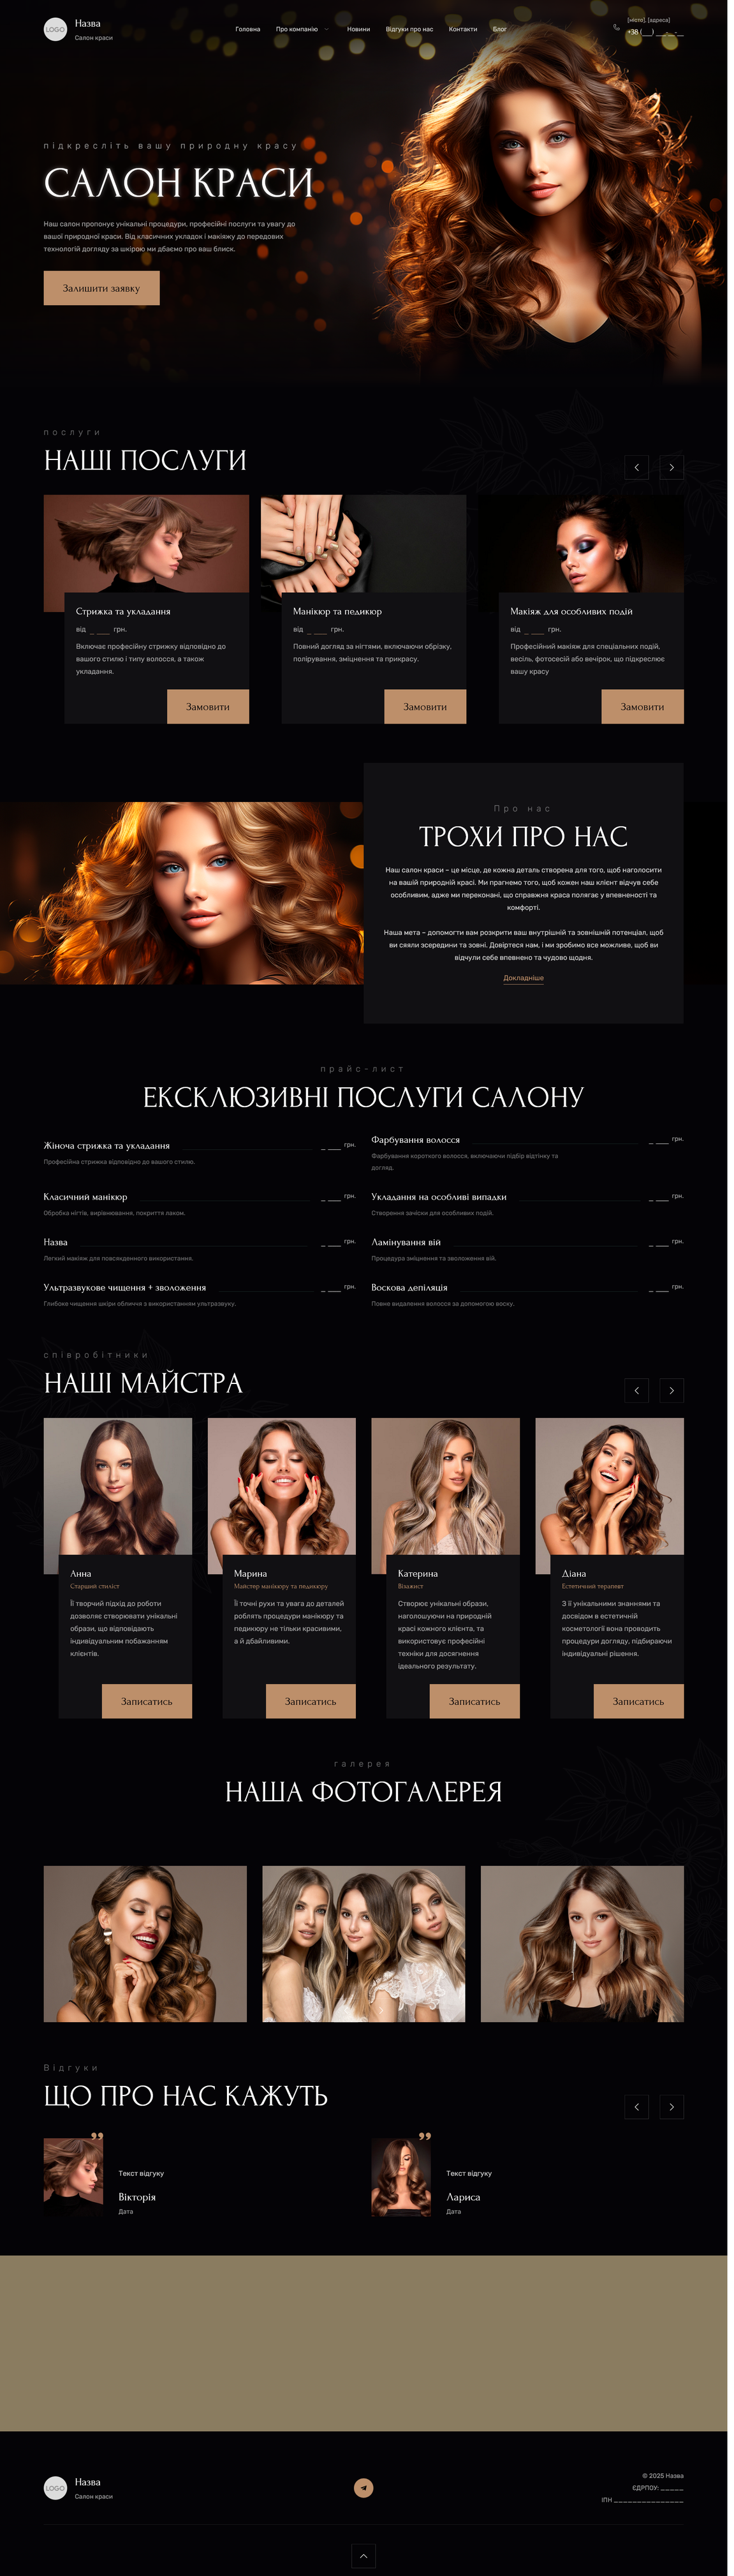 LOGO
Назва
Салон краси
Головна
Про компанію
Новини
Відгуки про нас
Контакти
Блог
[місто], [адреса]
+38 (___) ___-__-__
підкресліть вашу природну красу
САЛОН КРАСИ
Наш салон пропонує унікальні процедури, професійні послуги та увагу до
вашої природної краси. Від класичних укладок і макіяжу до передових
технологій догляду за шкірою ми дбаємо про ваш блиск.
Залишити заявку
послуги
НАШІ ПОСЛУГИ
Стрижка та укладання
від _ ___ грн.
Включає професійну стрижку відповідно до
вашого стилю і типу волосся, а також
укладання.
Замовити
Манікюр та педикюр
від _ ___ грн.
Повний догляд за нігтями, включаючи обрізку,
полірування, зміцнення та прикрасу.
Замовити
Макіяж для особливих подій
від _ ___ грн.
Професійний макіяж для спеціальних подій,
весіль, фотосесій або вечірок, що підкреслює
вашу красу
Замовити
Про нас
ТРОХИ ПРО НАС
Наш салон краси – це місце, де кожна деталь створена для того, щоб наголосити
на вашій природній красі. Ми прагнемо того, щоб кожен наш клієнт відчув себе
особливим, адже ми переконані, що справжня краса полягає у впевненості та
комфорті.
Наша мета – допомогти вам розкрити ваш внутрішній та зовнішній потенціал, щоб
ви сяяли зсередини та зовні. Довіртеся нам, і ми зробимо все можливе, щоб ви
відчули себе впевнено та чудово щодня.
Докладніше
прайс-лист
ЕКСКЛЮЗИВНІ ПОСЛУГИ САЛОНУ
Жіноча стрижка та укладання
_ ___ грн.
Професійна стрижка відповідно до вашого стилю.
Фарбування волосся
_ ___ грн.
Фарбування короткого волосся, включаючи підбір відтінку та
догляд.
Класичний манікюр
_ ___ грн.
Обробка нігтів, вирівнювання, покриття лаком.
Укладання на особливі випадки
_ ___ грн.
Створення зачіски для особливих подій.
Назва
_ ___ грн.
Легкий макіяж для повсякденного використання.
Ламінування вій
_ ___ грн.
Процедура зміцнення та зволоження вій.
Ультразвукове чищення + зволоження
_ ___ грн.
Глибоке чищення шкіри обличчя з використанням ультразвуку.
Воскова депіляція
_ ___ грн.
Повне видалення волосся за допомогою воску.
співробітники
НАШІ МАЙСТРА
Анна
Старший стиліст
Її творчий підхід до роботи
дозволяє створювати унікальні
образи, що відповідають
індивідуальним побажанням
клієнтів.
Записатись
Марина
Майстер манікюру та педикюру
Її точні рухи та увага до деталей
роблять процедури манікюру та
педикюру не тільки красивими,
а й дбайливими.
Записатись
Катерина
Візажист
Створює унікальні образи,
наголошуючи на природній
красі кожного клієнта, та
використовує професійні
техніки для досягнення
ідеального результату.
Записатись
Діана
Естетичний терапевт
З її унікальними знаннями та
досвідом в естетичній
косметології вона проводить
процедури догляду, підбираючи
індивідуальні рішення.
Записатись
галерея
НАША ФОТОГАЛЕРЕЯ
Відгуки
ЩО ПРО НАС КАЖУТЬ
Текст відгуку
Вікторія
Дата
Текст відгуку
Лариса
Дата
LOGO
Назва
Салон краси
© 2025 Назва
ЄДРПОУ: _____
ІПН _______________